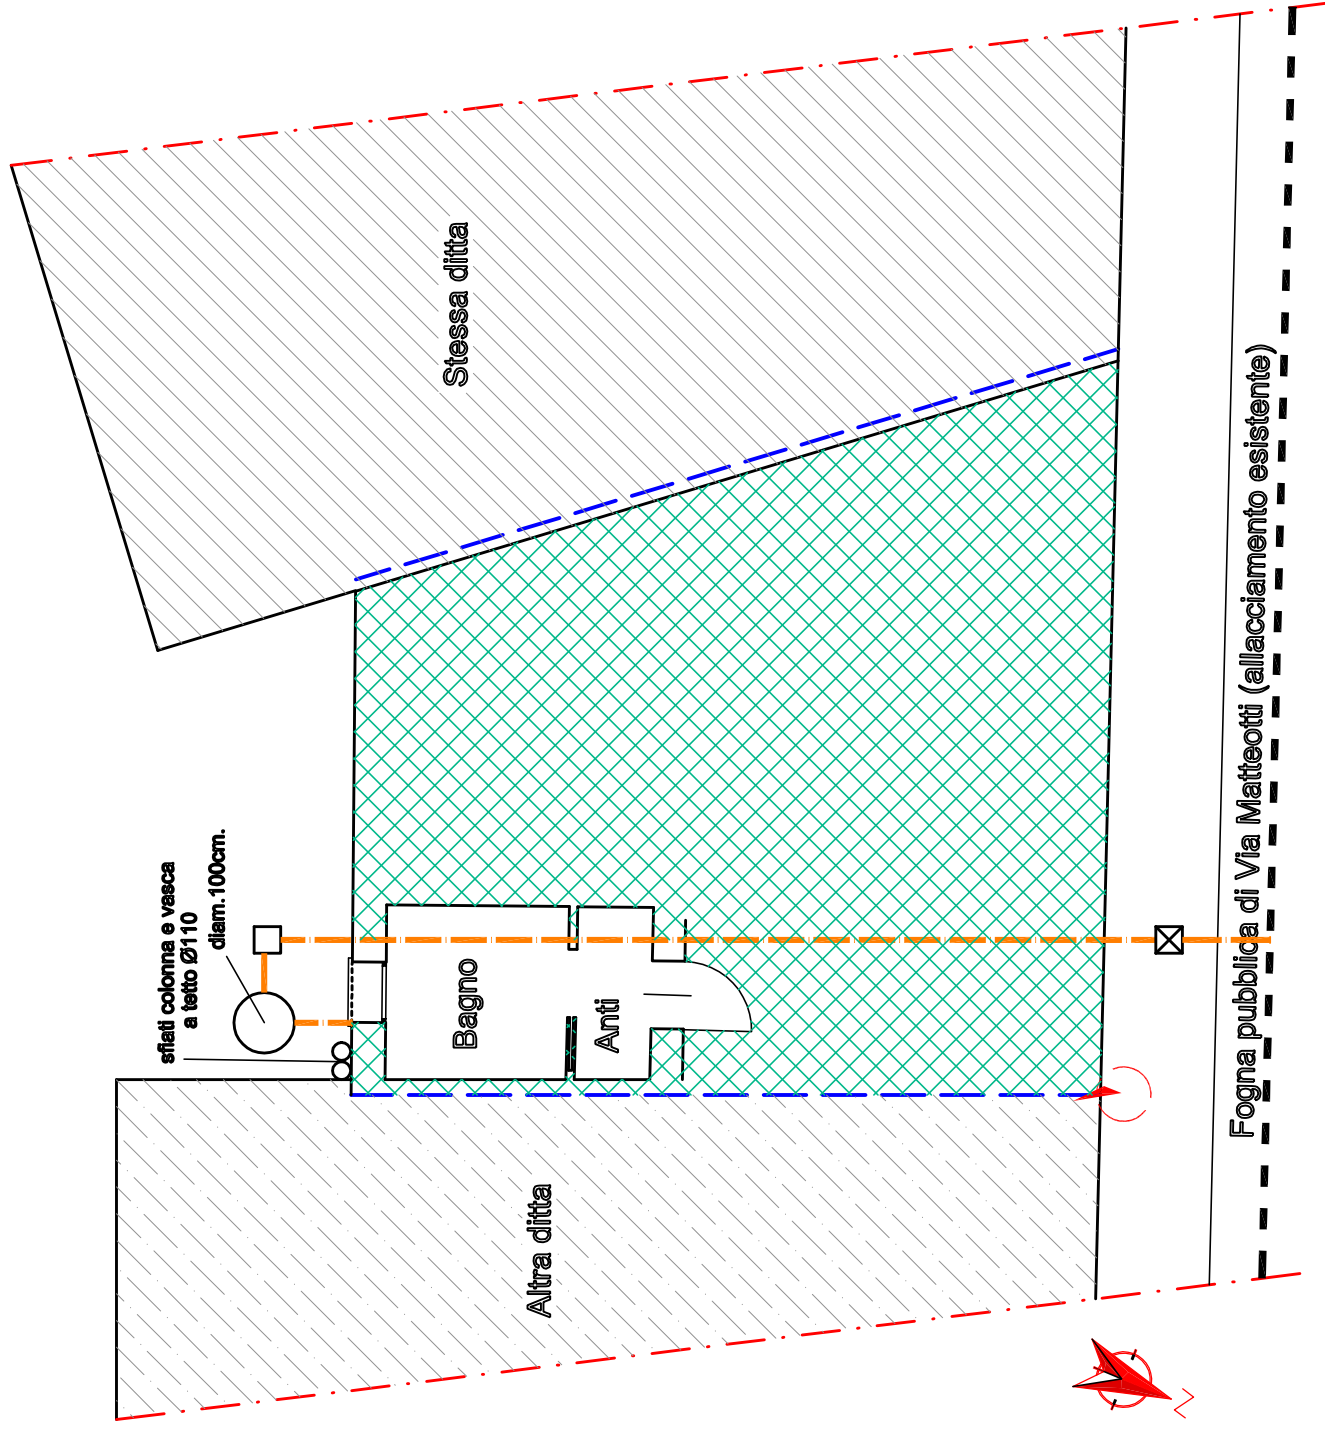 Stessa ditta
sfiati colonna e vasca
a tetto Ø110
diam.100cm.
Bagno
Anti
Altra ditta
Fogna pubblica di Via Matteotti (allacciamento esistente)
N